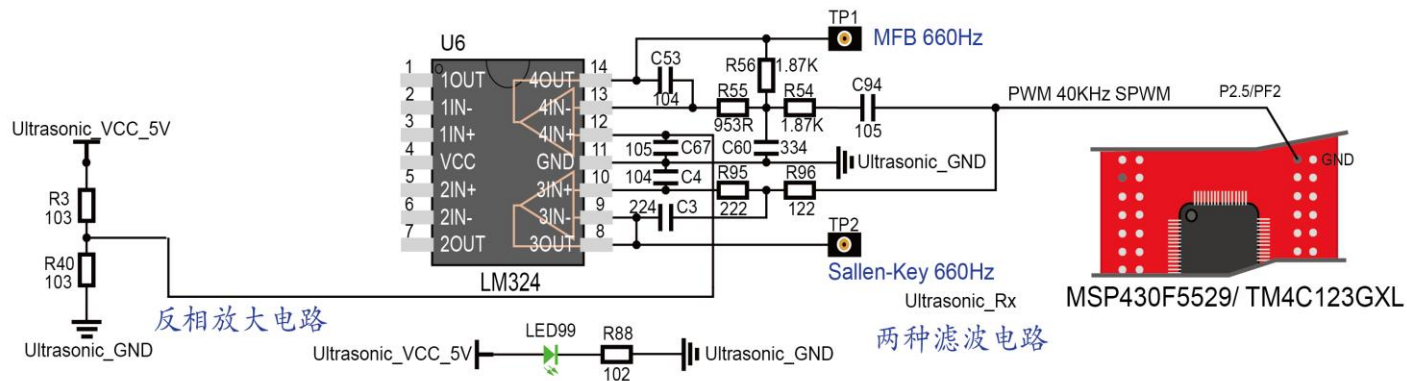 TP1
MFB 660Hz
U6
C53
104
R56
1.87K
R55
953R
R54
1.87K
C94
105
PWM 40KHz SPWM
P2.5/PF2
GND
1 1OUT 4OUT 14
2 1IN- 4IN- 13
3 1IN+ 4IN+ 12
4 VCC GND 11
5 2IN+ 3IN+ 10
6 2IN- 3IN- 9
7 2OUT 3OUT 8
LM324
105 C67
104 C4
C60 334
Ultrasonic_GND
R95
222
R96
122
224 C3
TP2
Sallen-Key 660Hz
Ultrasonic_VCC_5V
R3
103
R40
103
Ultrasonic_GND
反相放大电路
Ultrasonic_Rx
两种滤波电路
MSP430F5529/ TM4C123GXL
LED99
R88
102
Ultrasonic_VCC_5V
Ultrasonic_GND